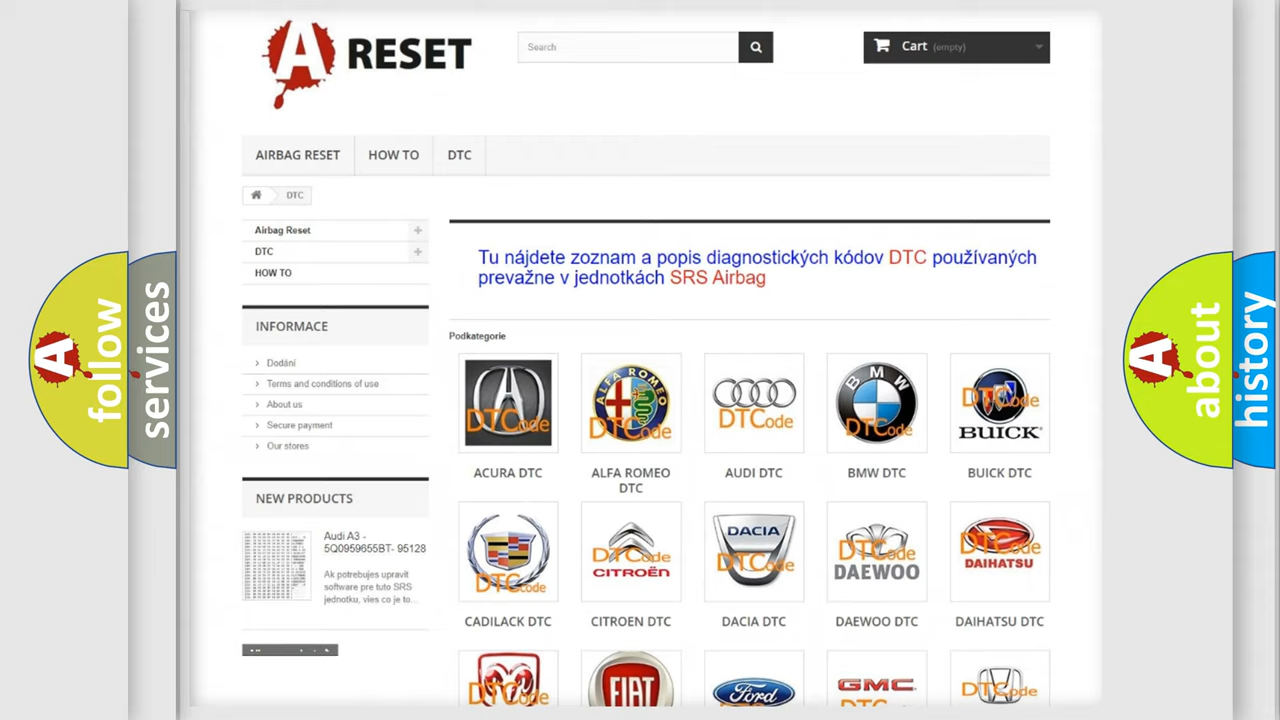 A RESET
Search
Cart (empty)
AIRBAG RESET
HOW TO
DTC
DTC
Airbag Reset
DTC
HOW TO
Tu nájdete zoznam a popis diagnostických kódov DTC používaných
prevažne v jednotkách SRS Airbag
INFORMACE
Dodání
Terms and conditions of use
About us
Secure payment
Our stores
Podkategorie
DTCode
ALFA ROMEO
DTCode
DTCode
BMW
DTCode
DTCode
BUICK
ACURA DTC
ALFA ROMEO
DTC
AUDI DTC
BMW DTC
BUICK DTC
NEW PRODUCTS
Audi A3 -
5Q0959655BT- 95128
Ak potrebujes upravit
software pre tuto SRS
jednotku, vies co je to...
DTCode
DTCode
CITROËN
DACIA
DTCode
DTCode
DAEWOO
DTCode
DAIHATSU
CADILACK DTC
CITROEN DTC
DACIA DTC
DAEWOO DTC
DAIHATSU DTC
DTCode
FIAT
Ford
GMC
DTCode
A follow
services
A about
history